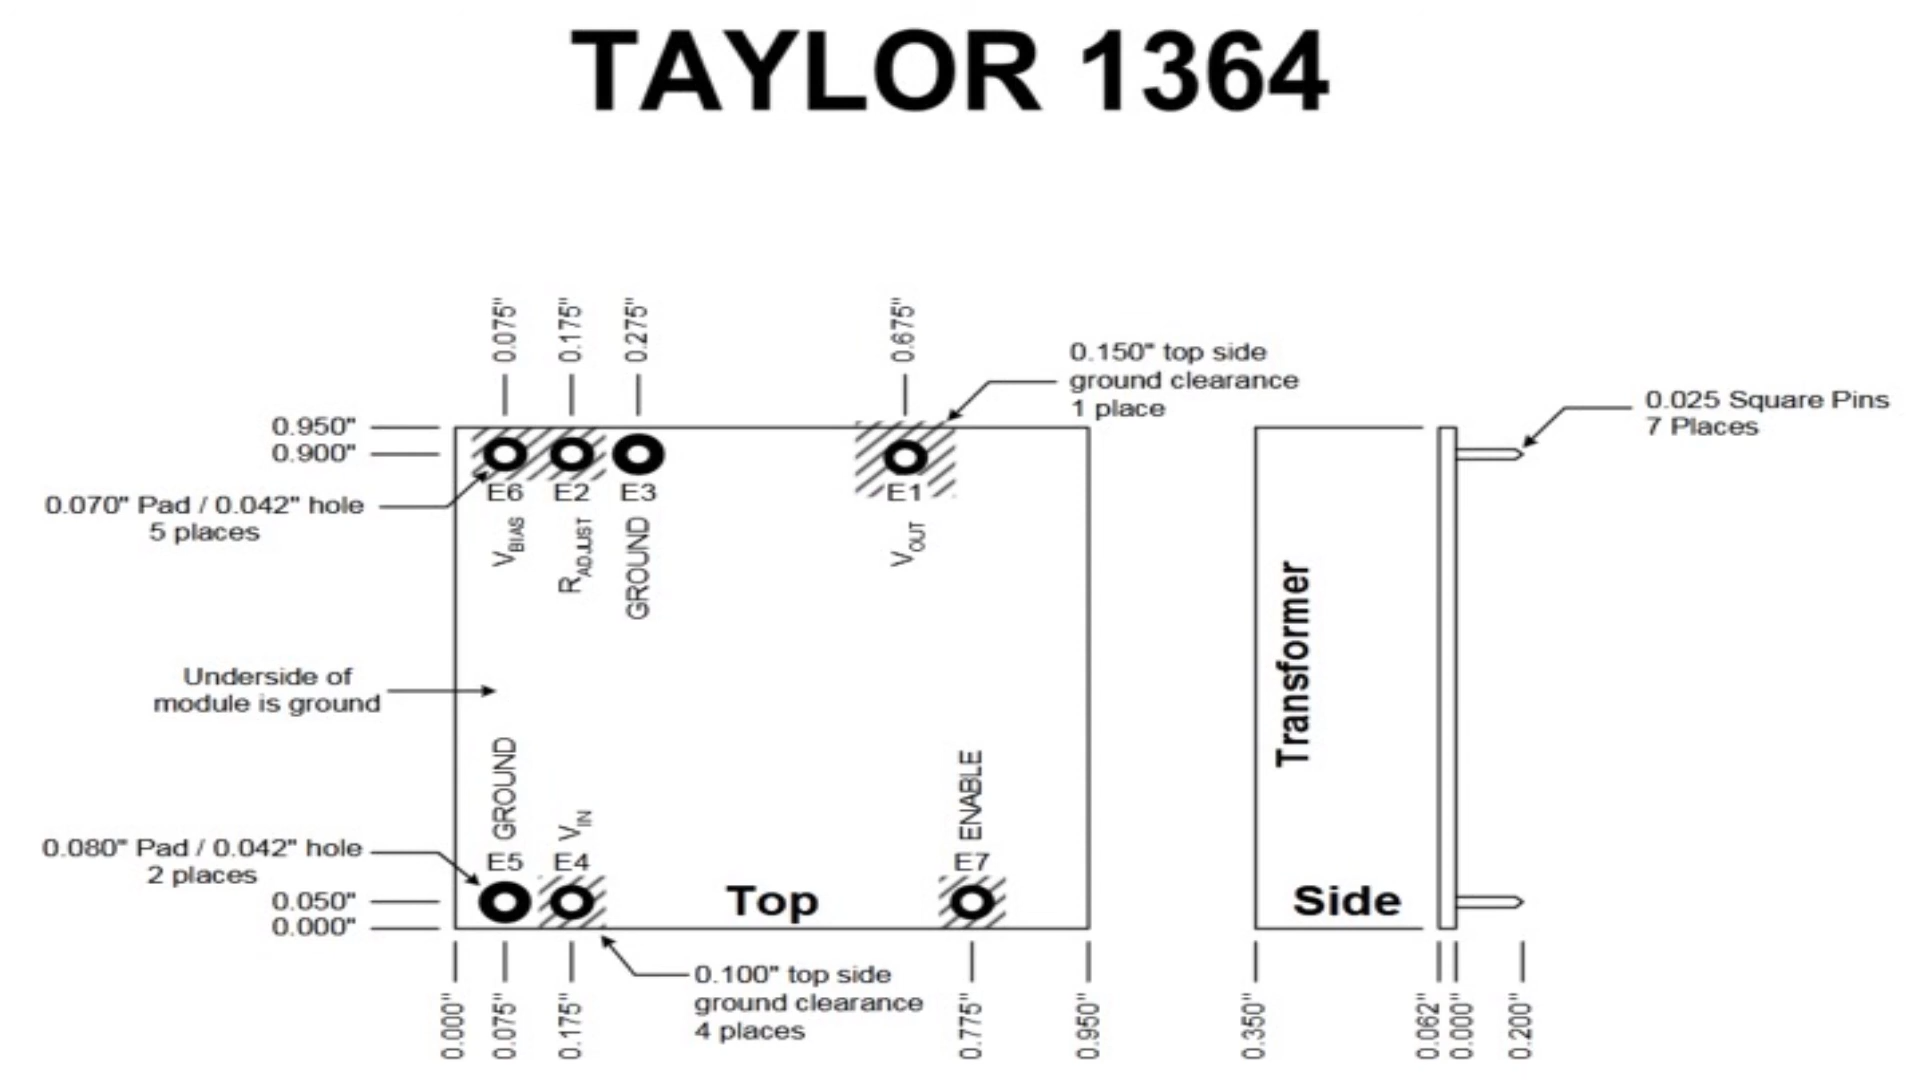 TAYLOR 1364
0.075"
0.175"
0.275"
0.675"
0.150" top side
ground clearance
1 place
0.025 Square Pins
7 Places
0.950"
0.900"
0.070" Pad / 0.042" hole
5 places
E6
E2
E3
E1
VBIAS
RADJUST
GROUND
VOUT
Transformer
Underside of
module is ground
GROUND
VIN
ENABLE
0.080" Pad / 0.042" hole
2 places
E5
E4
E7
0.050"
0.000"
Top
Side
0.100" top side
ground clearance
4 places
0.000"
0.075"
0.175"
0.775"
0.950"
0.350"
0.062"
0.000"
0.200"